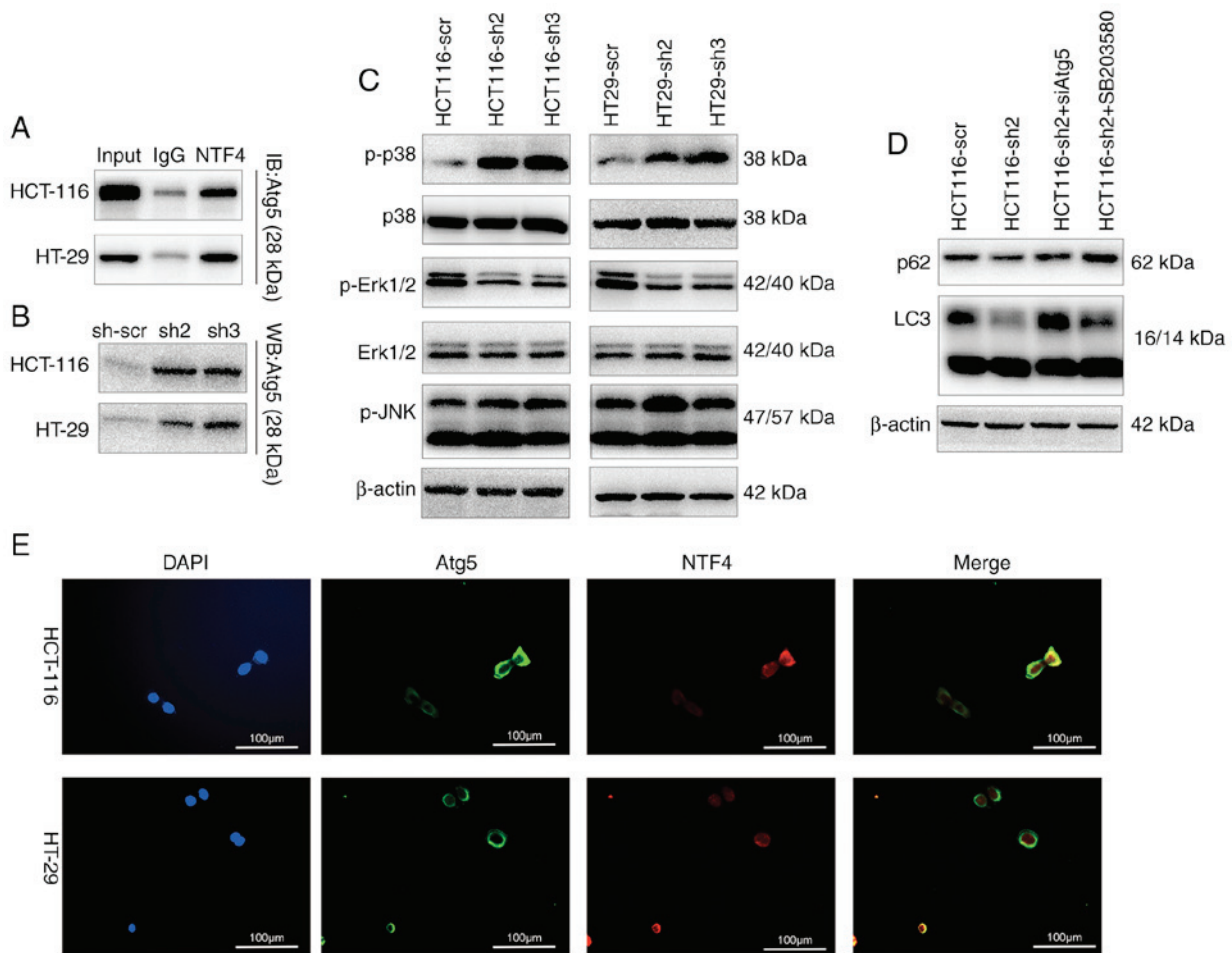 A
Input IgG NTF4
HCT-116
HT-29
IB:Atg5 (28 kDa)
B
sh-scr sh2 sh3
HCT-116
HT-29
WB:Atg5 (28 kDa)
C
HCT116-scr
HCT116-sh2
HCT116-sh3
HT29-scr
HT29-sh2
HT29-sh3
p-p38
38 kDa
p38
38 kDa
p-Erk1/2
42/40 kDa
Erk1/2
42/40 kDa
p-JNK
47/57 kDa
β-actin
42 kDa
D
HCT116-scr
HCT116-sh2
HCT116-sh2+siAtg5
HCT116-sh2+SB203580
p62
62 kDa
LC3
16/14 kDa
β-actin
42 kDa
E
DAPI Atg5 NTF4 Merge
HCT-116
100µm 100µm 100µm 100µm
HT-29
100µm 100µm 100µm 100µm